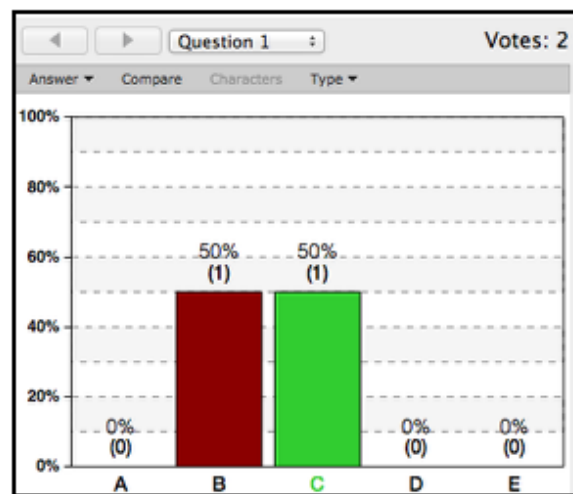 Question 1 Votes: 2
Answer Compare Characters Type
100%
80%
60%
50% 50%
(1) (1)
40%
20%
0% 0% 0%
(0) (0) (0)
0%
A B C D E